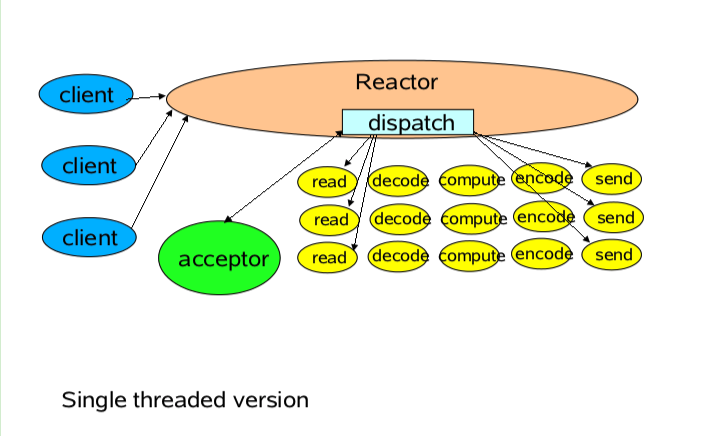 Reactor
client
dispatch
client
client
acceptor
read decode compute encode send
read decode compute encode send
read decode compute encode send
Single threaded version